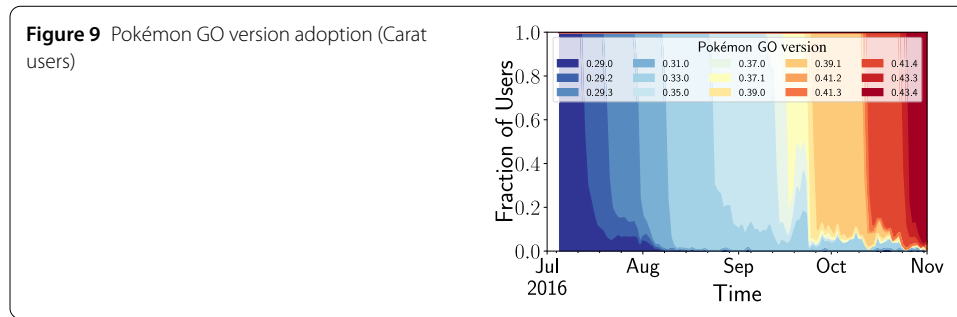 Figure 9 Pokémon GO version adoption (Carat
users)
Pokémon GO version
0.29.0 0.31.0 0.37.0 0.39.1 0.41.4
0.29.2 0.33.0 0.37.1 0.41.2 0.43.3
0.29.3 0.35.0 0.39.0 0.41.3 0.43.4
Fraction of Users
1.0
0.8
0.6
0.4
0.2
0.0
Jul Aug Sep Oct Nov
2016
Time